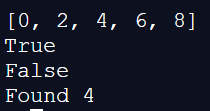 [0, 2, 4, 6, 8]
True
False
Found 4